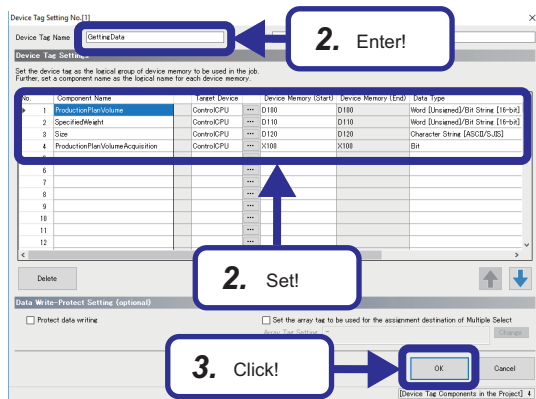 Device Tag Setting No.[1]
Device Tag Name GettingData
2. Enter!
Device Tag Settings
Set the device tag as the logical group of device memory to be used in the job.
Further, set a component name as the logical name for each device memory.
No. Component Name Target Device Device Memory (Start) Device Memory (End) Data Type
1 ProductionPlanVolume ControlCPU ... D100 D100 Word [Unsigned]/Bit String [16-bit]
2 SpecifiedWeight ControlCPU ... D110 D110 Word [Unsigned]/Bit String [16-bit]
3 Size ControlCPU ... D120 D120 Character String [ASCII/SJIS]
4 ProductionPlanVolumeAcquisition ControlCPU ... X100 X100 Bit
5 ...
6 ...
7 ...
8 ...
9 ...
10 ...
11 ...
12 ...
2. Set!
Delete
Data Write-Protect Setting (optional)
Protect data writing
Set the array tag to be used for the assignment destination of Multiple Select
Array Tag Setting
Change
3. Click!
OK
Cancel
[Device Tag Components in the Project] 4